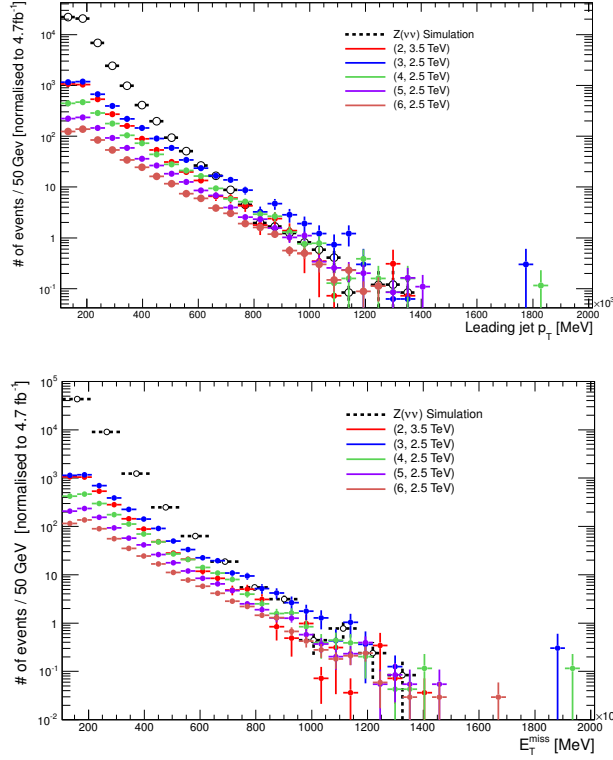 # of events / 50 Gev [normalised to 4.7fb⁻¹]
10⁴
10³
10²
10
1
10⁻¹
Z(νν) Simulation
(2, 3.5 TeV)
(3, 2.5 TeV)
(4, 2.5 TeV)
(5, 2.5 TeV)
(6, 2.5 TeV)
200 400 600 800 1000 1200 1400 1600 1800 2000
Leading jet p_T [MeV]
# of events / 50 GeV [normalised to 4.7 fb⁻¹]
10⁵
10⁴
10³
10²
10
1
10⁻¹
10⁻²
Z(νν) Simulation
(2, 3.5 TeV)
(3, 2.5 TeV)
(4, 2.5 TeV)
(5, 2.5 TeV)
(6, 2.5 TeV)
200 400 600 800 1000 1200 1400 1600 1800 2000
E_T^miss [MeV]